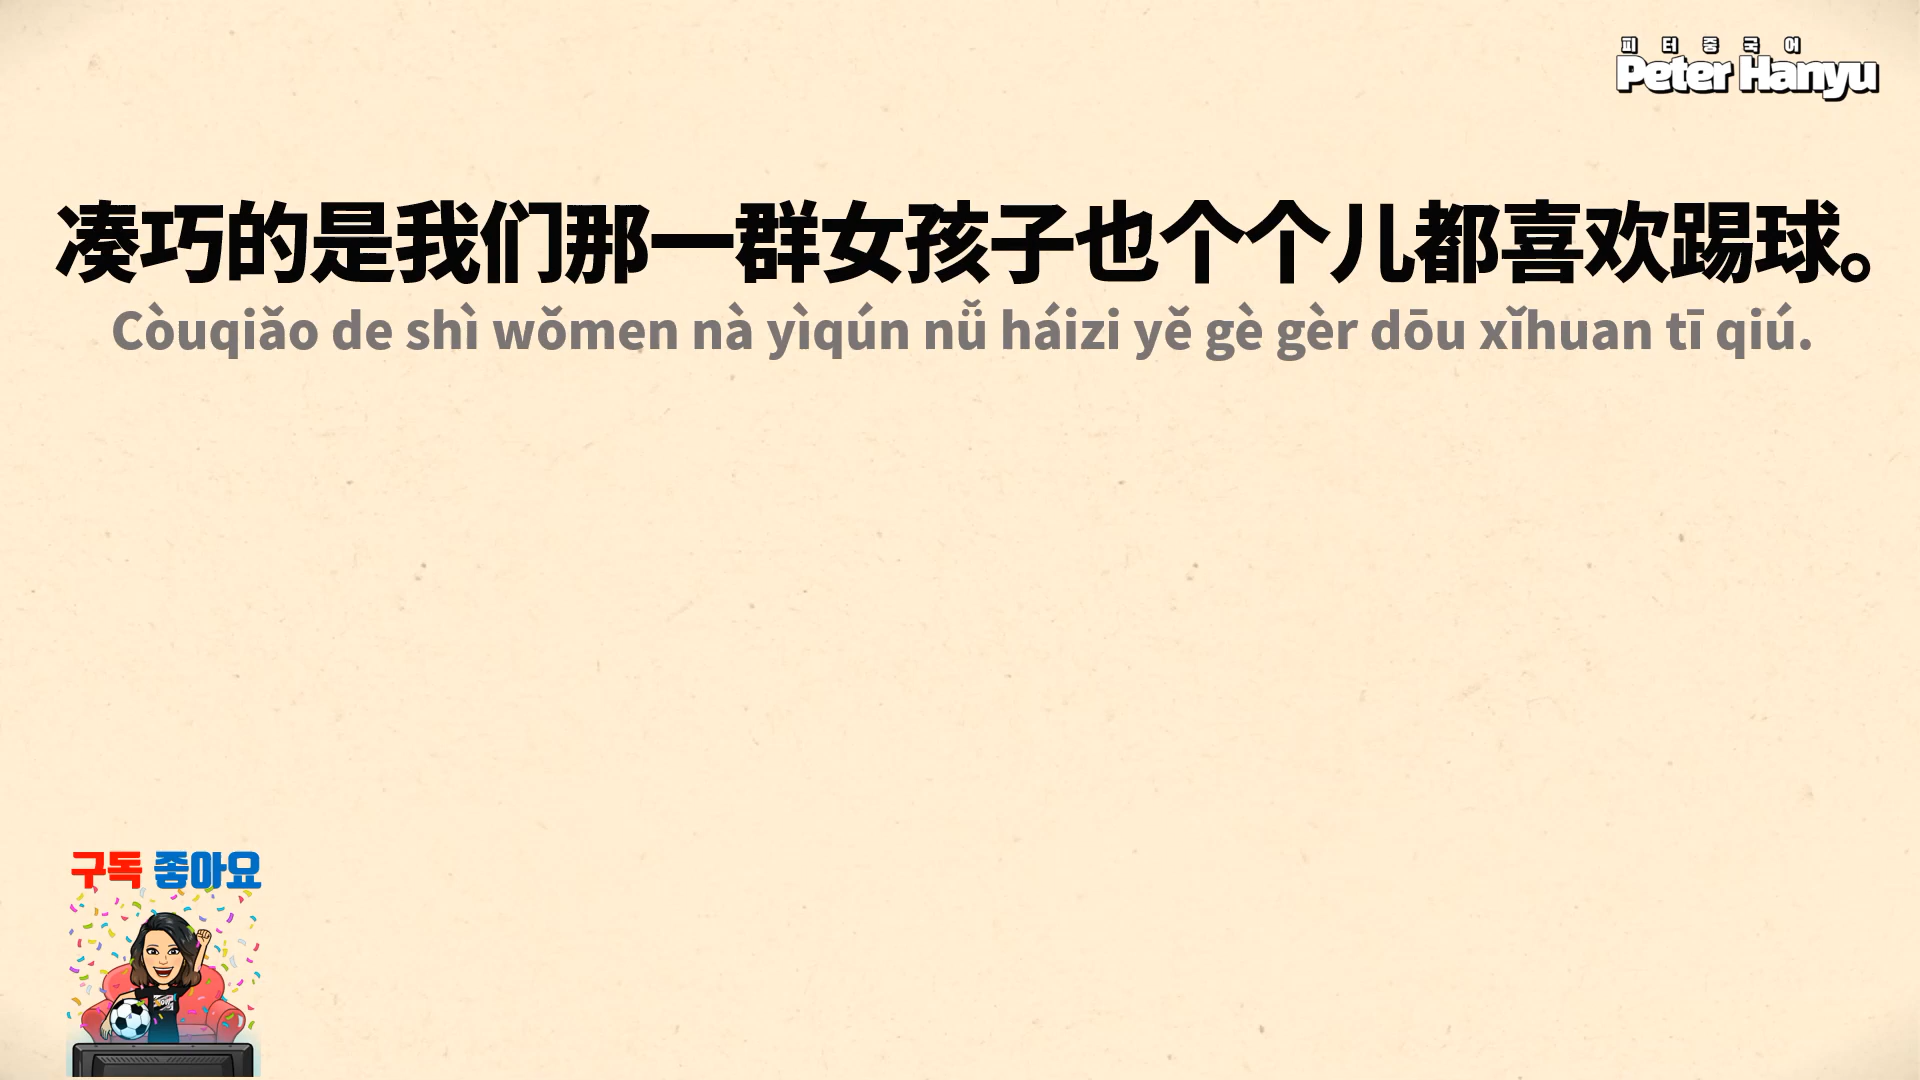 피터중국어
Peter Hanyu
凑巧的是我们那一群女孩子也个个儿都喜欢踢球。
Còuqiǎo de shì wǒmen nà yìqún nǚ háizi yě gè gèr dōu xǐhuan tī qiú.
구독 좋아요